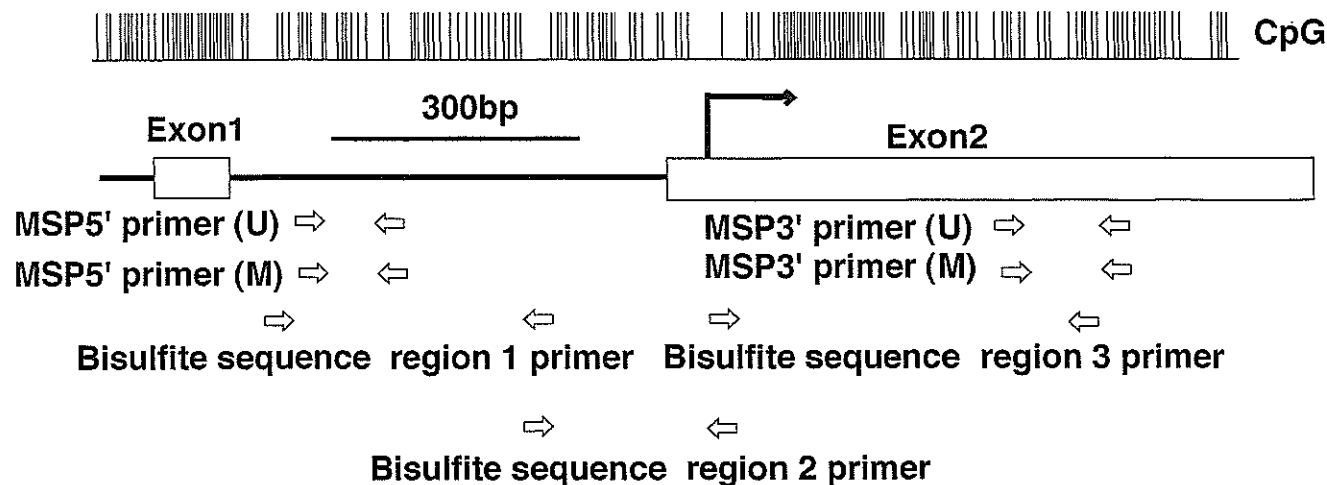 CpG
300bp
Exon1
Exon2
MSP5' primer (U)
MSP3' primer (U)
MSP5' primer (M)
MSP3' primer (M)
Bisulfite sequence region 1 primer
Bisulfite sequence region 3 primer
Bisulfite sequence region 2 primer